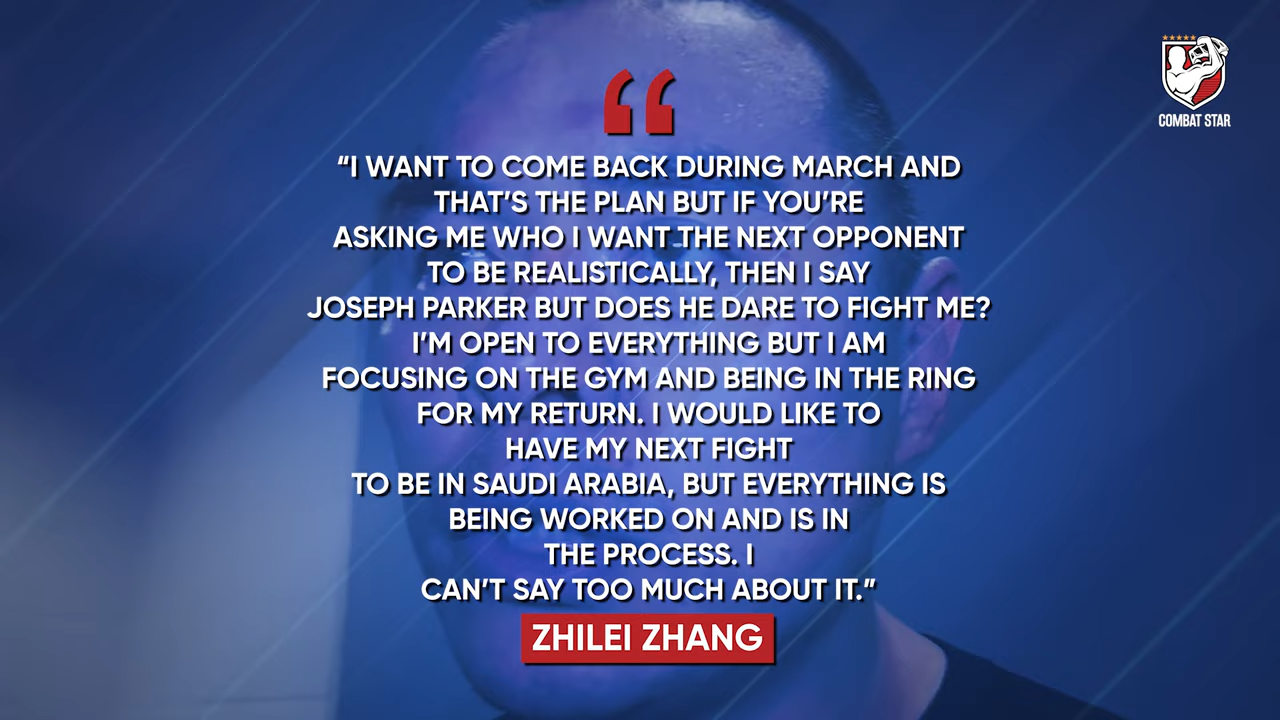 COMBAT STAR
“
“I WANT TO COME BACK DURING MARCH AND
THAT’S THE PLAN BUT IF YOU’RE
ASKING ME WHO I WANT THE NEXT OPPONENT
TO BE REALISTICALLY, THEN I SAY
JOSEPH PARKER BUT DOES HE DARE TO FIGHT ME?
I’M OPEN TO EVERYTHING BUT I AM
FOCUSING ON THE GYM AND BEING IN THE RING
FOR MY RETURN. I WOULD LIKE TO
HAVE MY NEXT FIGHT
TO BE IN SAUDI ARABIA, BUT EVERYTHING IS
BEING WORKED ON AND IS IN
THE PROCESS. I
CAN’T SAY TOO MUCH ABOUT IT.”
ZHILEI ZHANG